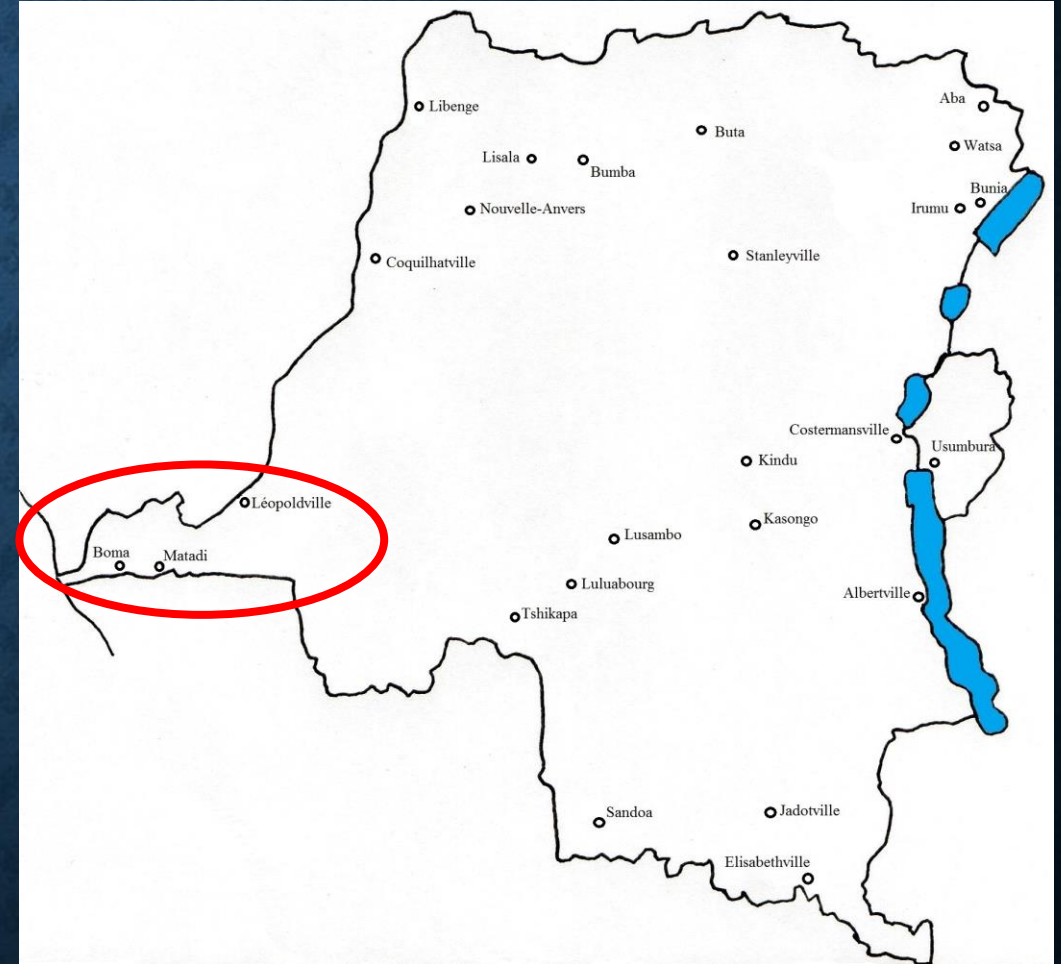 Libenge
Aba
Buta
Watsa
Lisala
Bumba
Bunia
Irumu
Nouvelle-Anvers
Coquilhatville
Stanleyville
Costermansville
Usumbura
Kindu
Léopoldville
Kasongo
Lusambo
Boma
Matadi
Luluabourg
Albertville
Tshikapa
Sandoa
Jadotville
Elisabethville